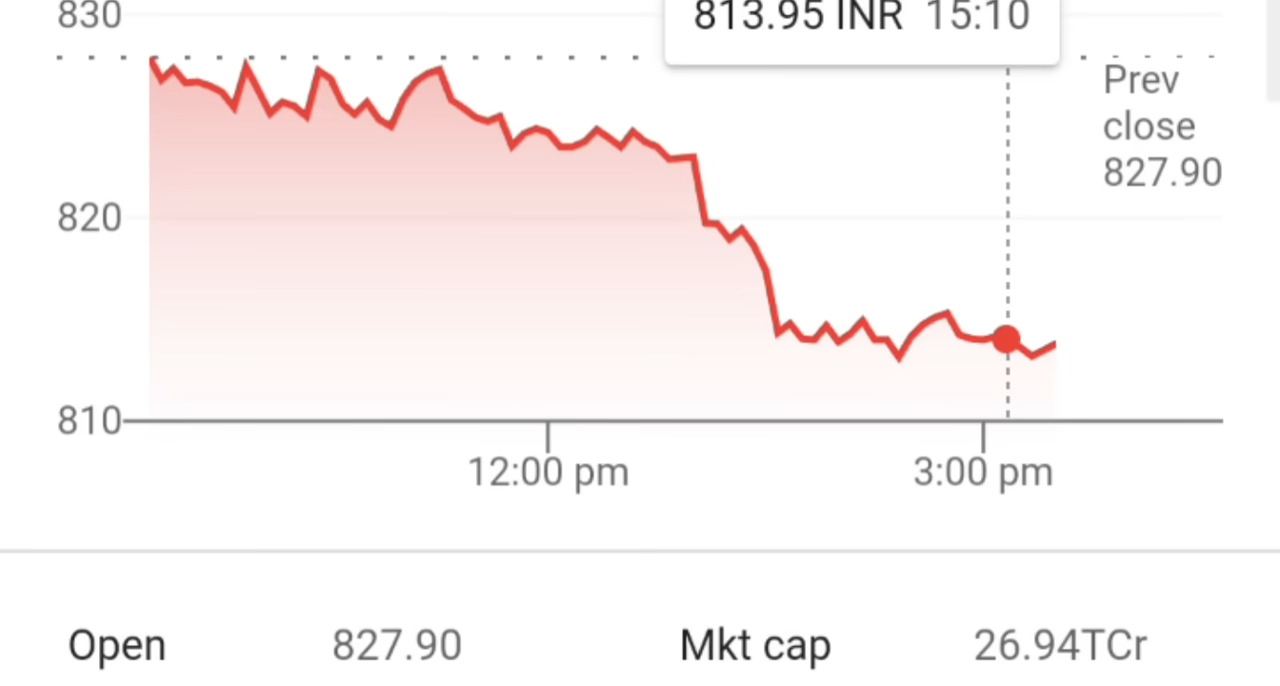 830
813.95 INR 15:10
Prev
close
827.90
820
810
12:00 pm 3:00 pm
Open 827.90 Mkt cap 26.94TCr